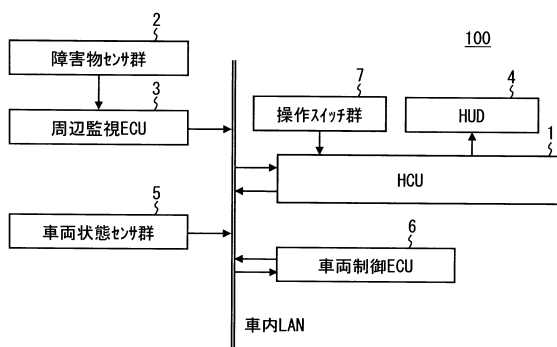 2
障害物ｾﾝｻ群
3
周辺監視ECU
5
車両状態ｾﾝｻ群
100
7
操作ｽｲｯﾁ群
4
HUD
1
HCU
6
車両制御ECU
車内LAN